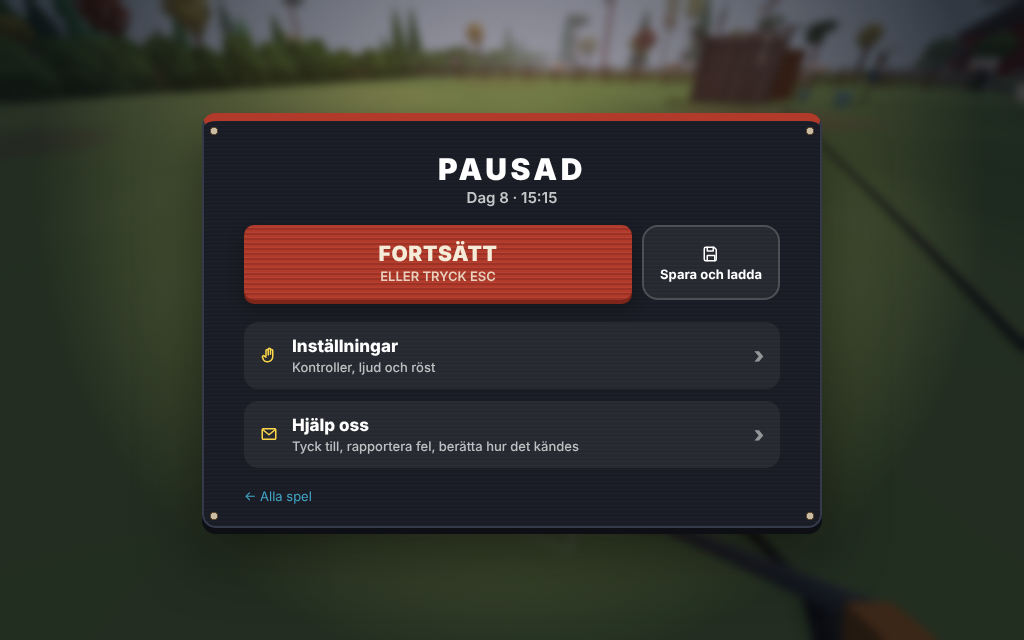 PAUSAD
Dag 8 · 15:15
FORTSÄTT
ELLER TRYCK ESC
Spara och ladda
Inställningar
Kontroller, ljud och röst
Hjälp oss
Tyck till, rapportera fel, berätta hur det kändes
← Alla spel